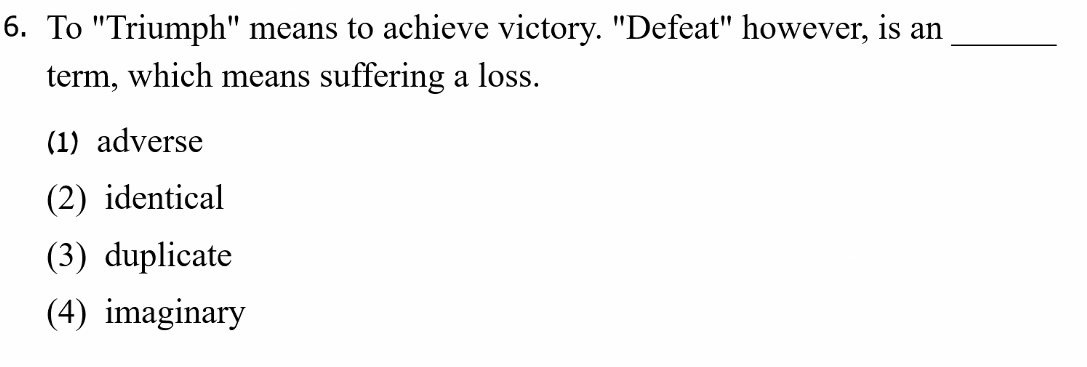 6. To "Triumph" means to achieve victory. "Defeat" however, is an ______
term, which means suffering a loss.
(1) adverse
(2) identical
(3) duplicate
(4) imaginary